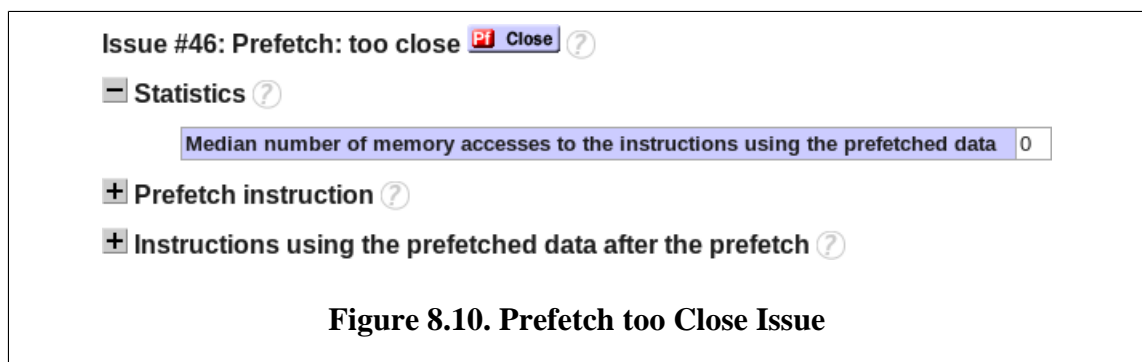 Issue #46: Prefetch: too close Pf Close ?
− Statistics ?
Median number of memory accesses to the instructions using the prefetched data 0
+ Prefetch instruction ?
+ Instructions using the prefetched data after the prefetch ?
Figure 8.10. Prefetch too Close Issue